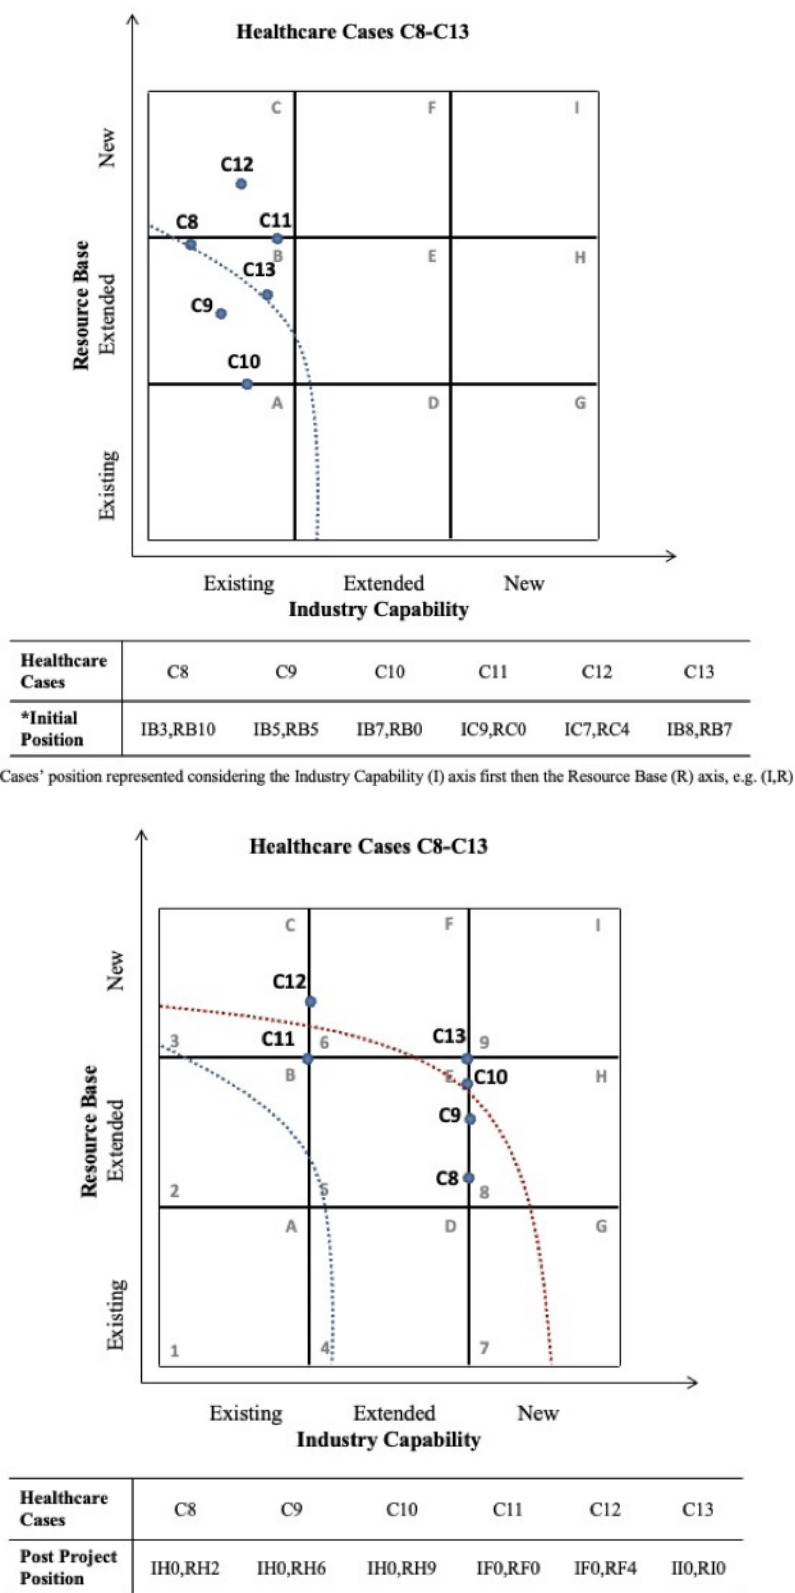 Healthcare Cases C8-C13
C F I
New
C12
C8 C11
B E H
C13
Resource Base
Extended
C9
C10
A D G
Existing
Existing Extended New
Industry Capability
Healthcare Cases C8 C9 C10 C11 C12 C13
*Initial Position IB3,RB10 IB5,RB5 IB7,RB0 IC9,RC0 IC7,RC4 IB8,RB7
Cases' position represented considering the Industry Capability (I) axis first then the Resource Base (R) axis, e.g. (I,R)
Healthcare Cases C8-C13
C F I
New
C12
3 C11 6 C13 9
B E C10 H
Resource Base
Extended
C9
C8
2 5 8
A D G
Existing
1 4 7
Existing Extended New
Industry Capability
Healthcare Cases C8 C9 C10 C11 C12 C13
Post Project Position IH0,RH2 IH0,RH6 IH0,RH9 IF0,RF0 IF0,RF4 II0,RI0